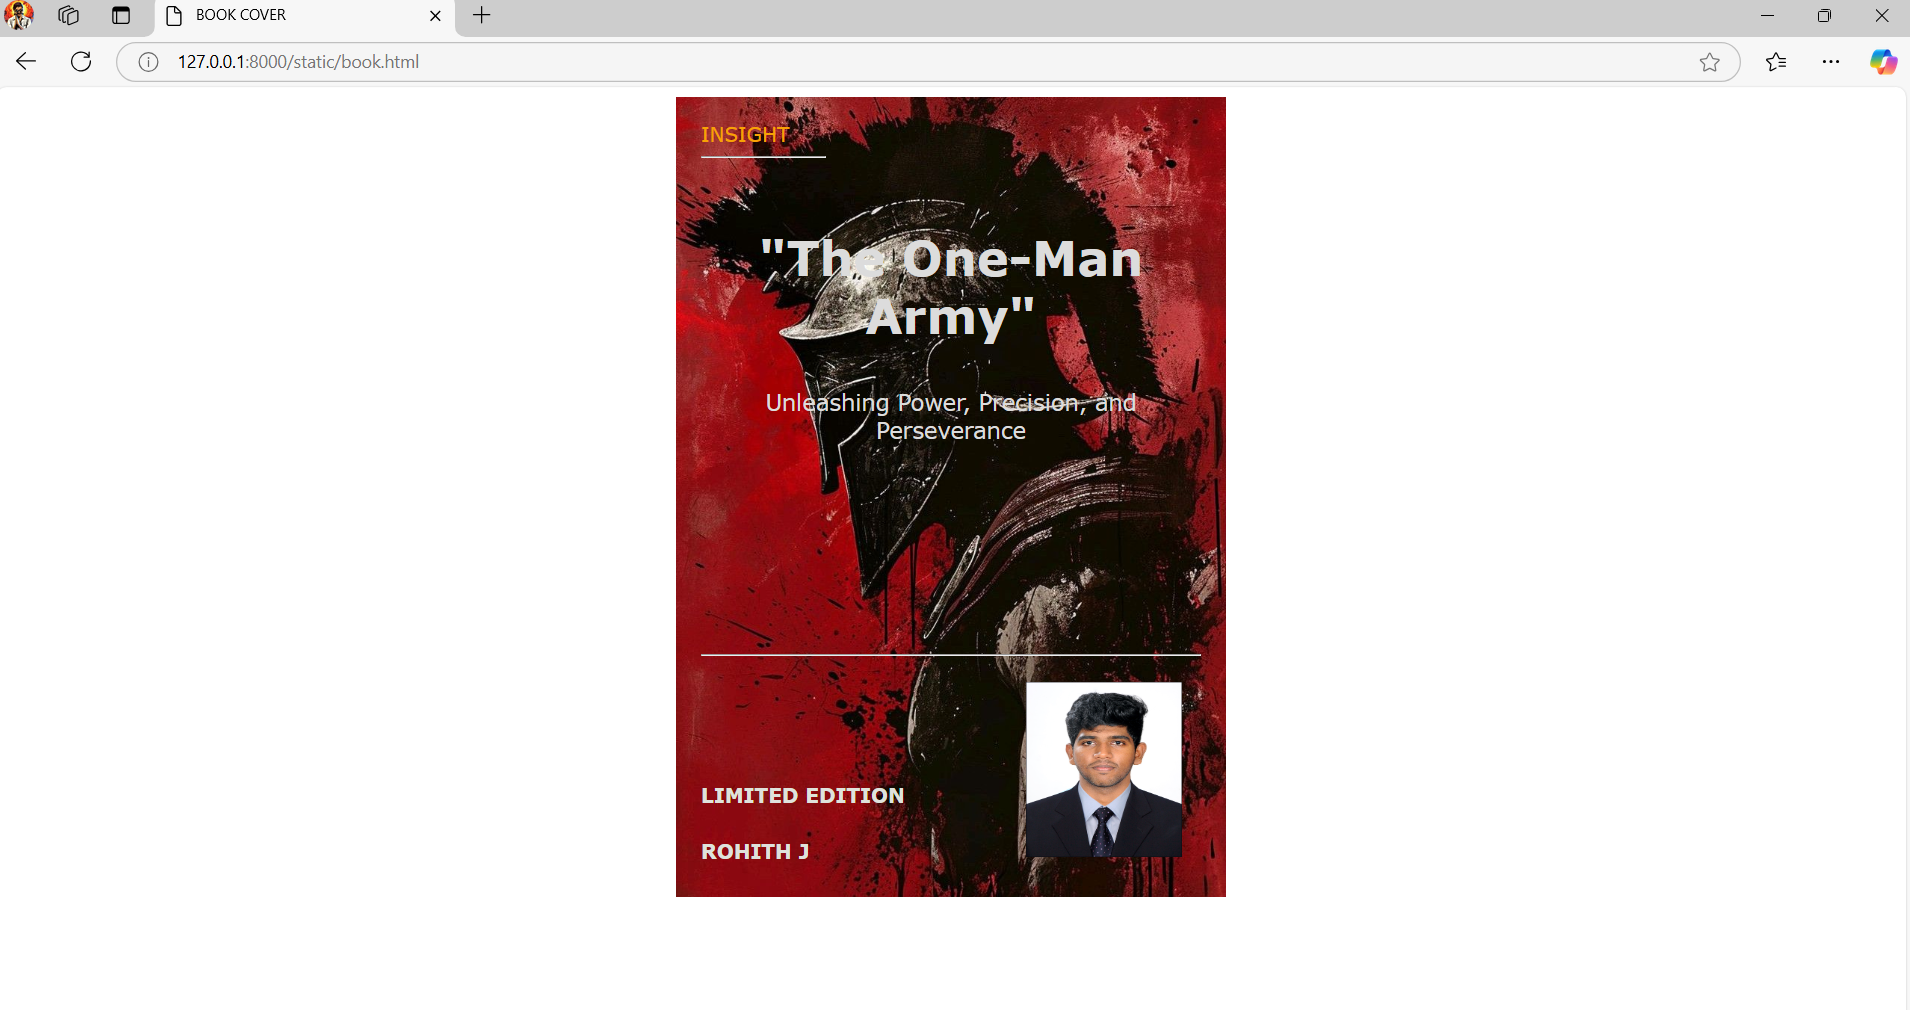 BOOK COVER
127.0.0.1:8000/static/book.html
INSIGHT
"The One-Man
Army"
Unleashing Power, Precision, and
Perseverance
LIMITED EDITION
ROHITH J